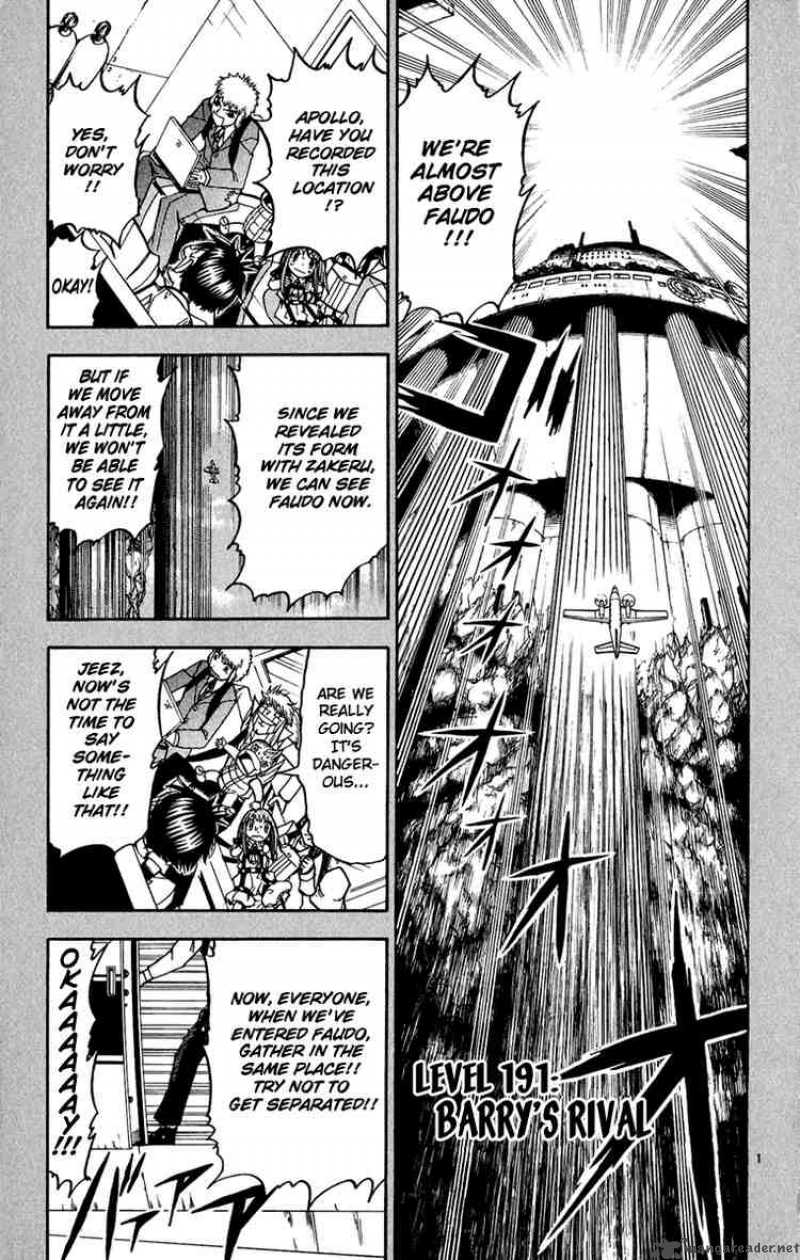 WE'RE
ALMOST
ABOVE
FAUDO
!!!
LEVEL 191:
BARRY'S RIVAL
APOLLO,
HAVE YOU
RECORDED
THIS
LOCATION
!?
YES,
DON'T
WORRY
!!
OKAY!
SINCE WE
REVEALED
ITS FORM
WITH ZAKERU,
WE CAN SEE
FAUDO NOW.
BUT IF
WE MOVE
AWAY FROM
IT A LITTLE,
WE WON'T
BE ABLE
TO SEE IT
AGAIN!!
ARE WE
REALLY
GOING?
IT'S
DANGER-
OUS...
JEEZ,
NOW'S
NOT THE
TIME TO
SAY
SOME-
THING
LIKE
THAT!!
NOW, EVERYONE,
WHEN WE'VE
ENTERED FAUDO,
GATHER IN THE
SAME PLACE!!
TRY NOT TO
GET SEPARATED!!
OKAAAAAAY!!!
バァァァ
1
mangareader.net